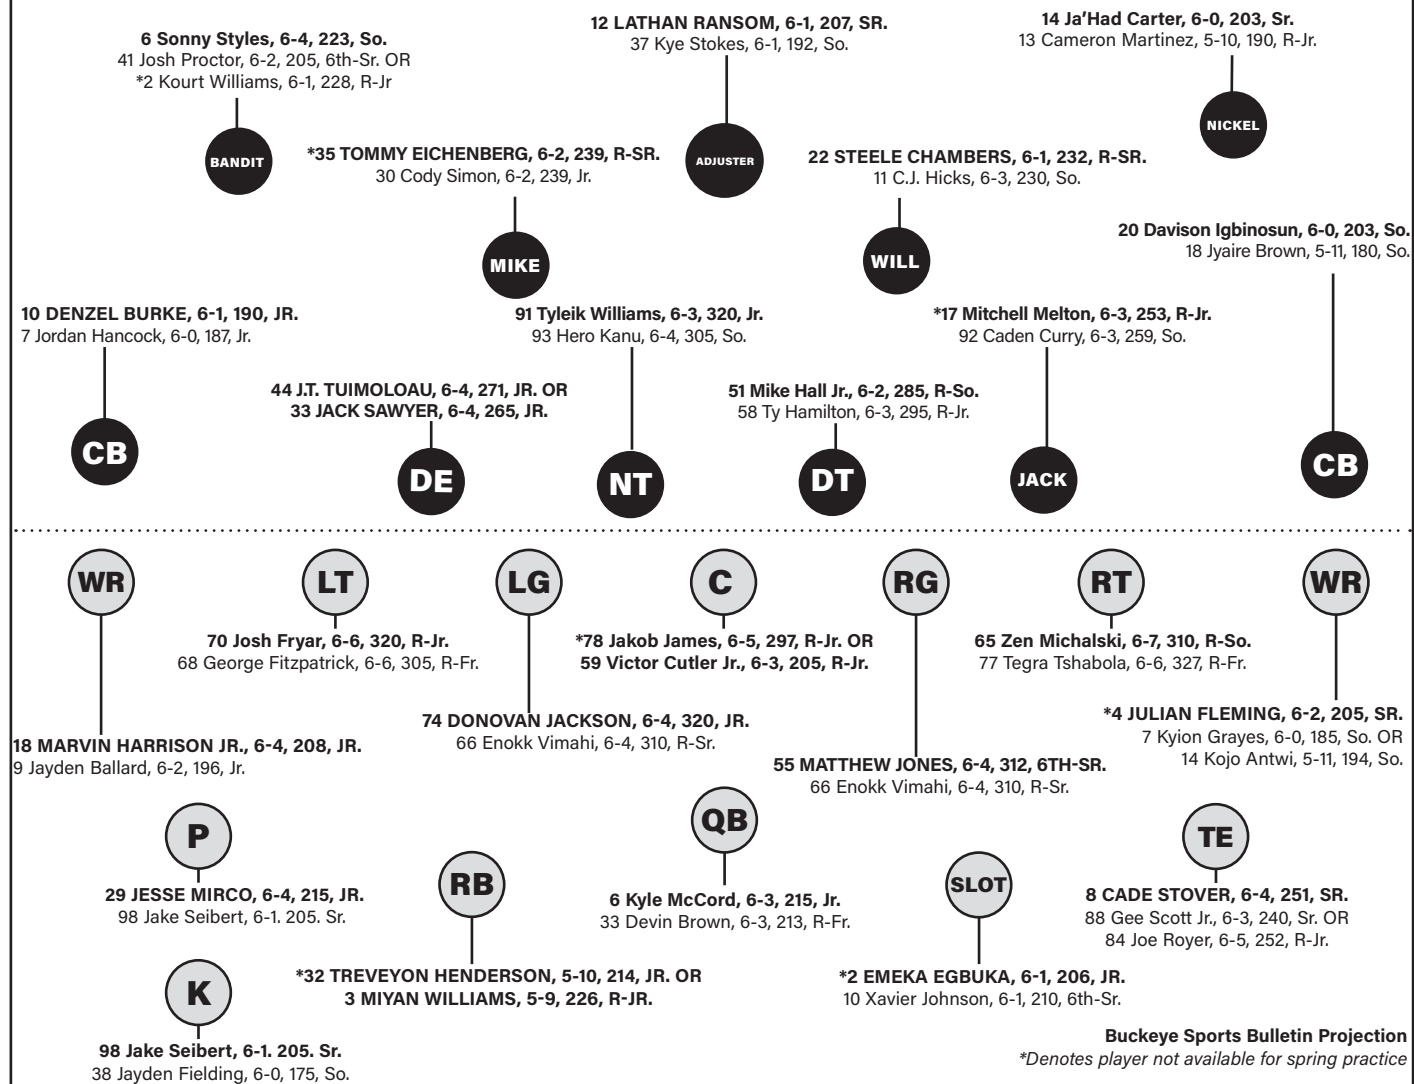 6 Sonny Styles, 6-4, 223, So.
41 Josh Proctor, 6-2, 205, 6th-Sr. OR
*2 Kourt Williams, 6-1, 228, R-Jr
BANDIT
12 LATHAN RANSOM, 6-1, 207, SR.
37 Kye Stokes, 6-1, 192, So.
ADJUSTER
14 Ja’Had Carter, 6-0, 203, Sr.
13 Cameron Martinez, 5-10, 190, R-Jr.
NICKEL
*35 TOMMY EICHENBERG, 6-2, 239, R-SR.
30 Cody Simon, 6-2, 239, Jr.
MIKE
22 STEELE CHAMBERS, 6-1, 232, R-SR.
11 C.J. Hicks, 6-3, 230, So.
WILL
20 Davison Igbinosun, 6-0, 203, So.
18 Jyaire Brown, 5-11, 180, So.
CB
10 DENZEL BURKE, 6-1, 190, JR.
7 Jordan Hancock, 6-0, 187, Jr.
CB
44 J.T. TUIMOLOAU, 6-4, 271, JR. OR
33 JACK SAWYER, 6-4, 265, JR.
DE
91 Tyleik Williams, 6-3, 320, Jr.
93 Hero Kanu, 6-4, 305, So.
NT
51 Mike Hall Jr., 6-2, 285, R-So.
58 Ty Hamilton, 6-3, 295, R-Jr.
DT
*17 Mitchell Melton, 6-3, 253, R-Jr.
92 Caden Curry, 6-3, 259, So.
JACK
WR
18 MARVIN HARRISON JR., 6-4, 208, JR.
9 Jayden Ballard, 6-2, 196, Jr.
LT
70 Josh Fryar, 6-6, 320, R-Jr.
68 George Fitzpatrick, 6-6, 305, R-Fr.
LG
74 DONOVAN JACKSON, 6-4, 320, JR.
66 Enokk Vimahi, 6-4, 310, R-Sr.
C
*78 Jakob James, 6-5, 297, R-Jr. OR
59 Victor Cutler Jr., 6-3, 205, R-Jr.
RG
55 MATTHEW JONES, 6-4, 312, 6TH-SR.
66 Enokk Vimahi, 6-4, 310, R-Sr.
RT
65 Zen Michalski, 6-7, 310, R-So.
77 Tegra Tshabola, 6-6, 327, R-Fr.
WR
*4 JULIAN FLEMING, 6-2, 205, SR.
7 Kyion Grayes, 6-0, 185, So. OR
14 Kojo Antwi, 5-11, 194, So.
P
29 JESSE MIRCO, 6-4, 215, JR.
98 Jake Seibert, 6-1. 205. Sr.
RB
*32 TREVEYON HENDERSON, 5-10, 214, JR. OR
3 MIYAN WILLIAMS, 5-9, 226, R-JR.
QB
6 Kyle McCord, 6-3, 215, Jr.
33 Devin Brown, 6-3, 213, R-Fr.
SLOT
*2 EMEKA EGBUKA, 6-1, 206, JR.
10 Xavier Johnson, 6-1, 210, 6th-Sr.
TE
8 CADE STOVER, 6-4, 251, SR.
88 Gee Scott Jr., 6-3, 240, Sr. OR
84 Joe Royer, 6-5, 252, R-Jr.
K
98 Jake Seibert, 6-1. 205. Sr.
38 Jayden Fielding, 6-0, 175, So.
Buckeye Sports Bulletin Projection
*Denotes player not available for spring practice